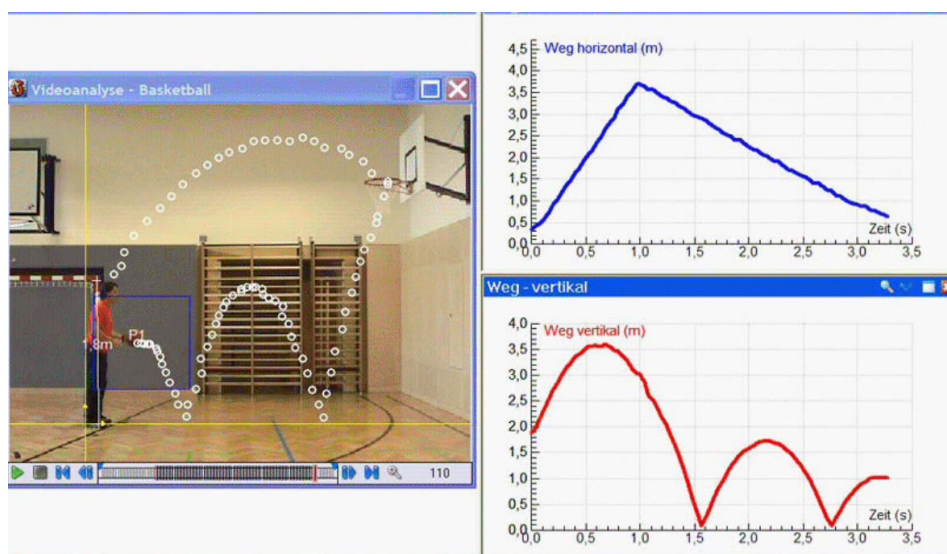 Videoanalyse - Basketball
P1
1,8m
110
Weg horizontal (m)
4,5
4,0
3,5
3,0
2,5
2,0
1,5
1,0
0,5
0,0
0,0 0,5 1,0 1,5 2,0 2,5 3,0 3,5
Zeit (s)
Weg - vertikal
Weg vertikal (m)
4,0
3,5
3,0
2,5
2,0
1,5
1,0
0,5
0,0
0,0 0,5 1,0 1,5 2,0 2,5 3,0 3,5
Zeit (s)